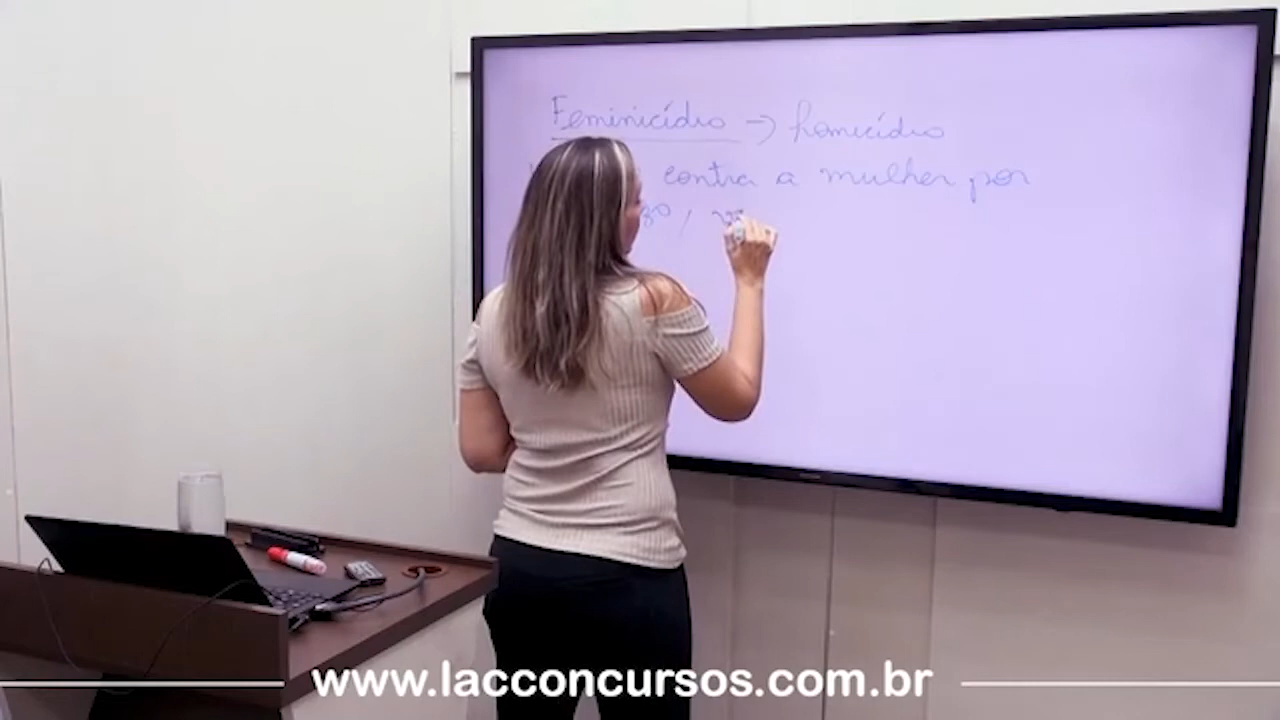 Feminicídio → homicídio
contra a mulher por
/
www.lacconcursos.com.br